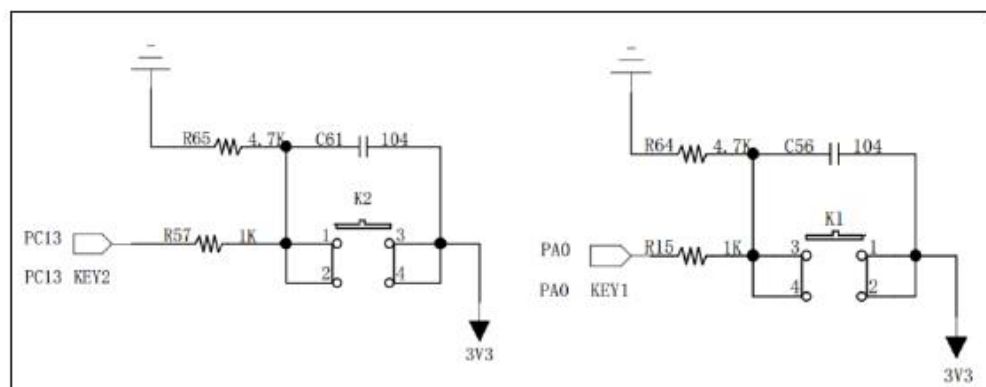 R65 4.7K C61 104
K2
PC13 R57 1K 1 3
PC13 KEY2 2 4
3V3
R64 4.7K C56 104
K1
PA0 R15 1K 3 1
PA0 KEY1 4 2
3V3